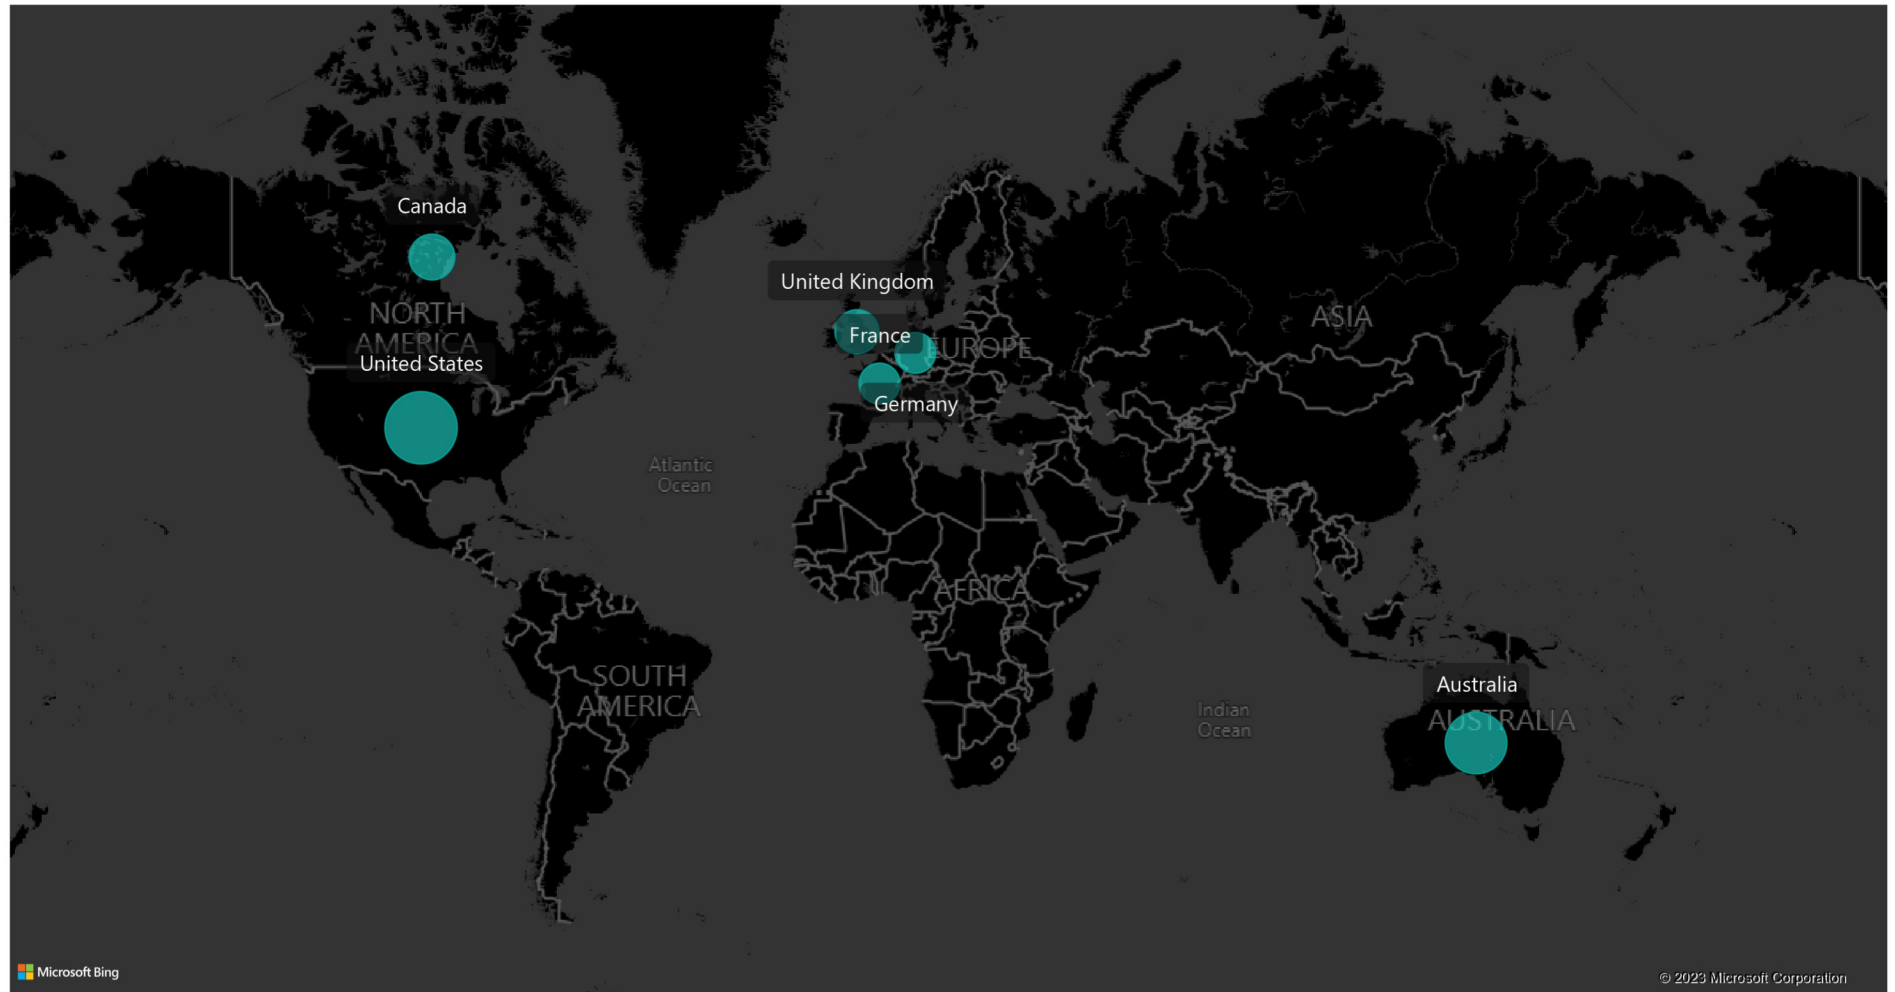 Canada
United Kingdom
NORTH
AMERICA
ASIA
France
EUROPE
United States
Germany
Atlantic
Ocean
AFRICA
SOUTH
AMERICA
Australia
Indian
Ocean
AUSTRALIA
Microsoft Bing
© 2023 Microsoft Corporation